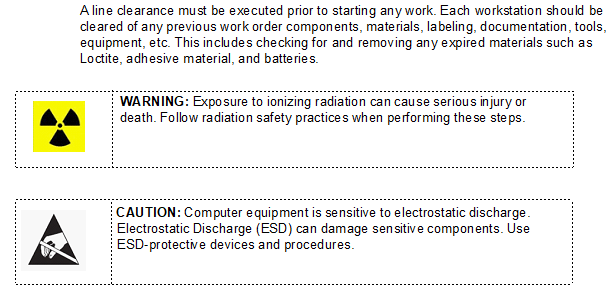 A line clearance must be executed prior to starting any work. Each workstation should be
cleared of any previous work order components, materials, labeling, documentation, tools,
equipment, etc. This includes checking for and removing any expired materials such as
Loctite, adhesive material, and batteries.
WARNING: Exposure to ionizing radiation can cause serious injury or
death. Follow radiation safety practices when performing these steps.
CAUTION: Computer equipment is sensitive to electrostatic discharge.
Electrostatic Discharge (ESD) can damage sensitive components. Use
ESD-protective devices and procedures.